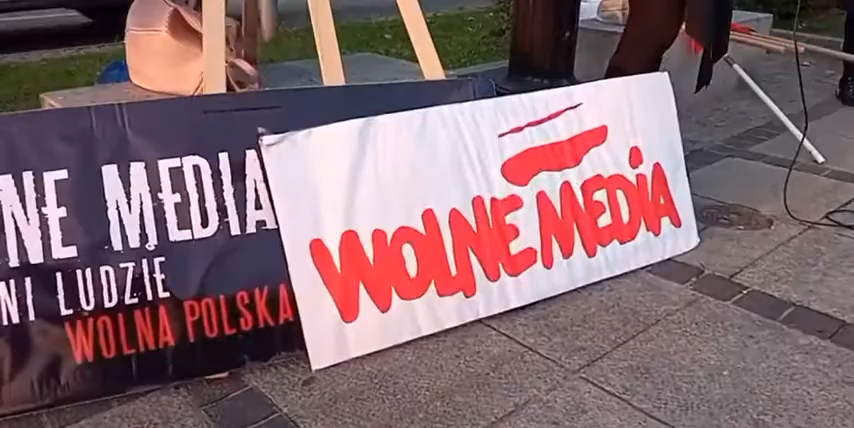 NE MEDIA
NI LUDZIE
WOLNA POLSKA
WOLNE MEDIA